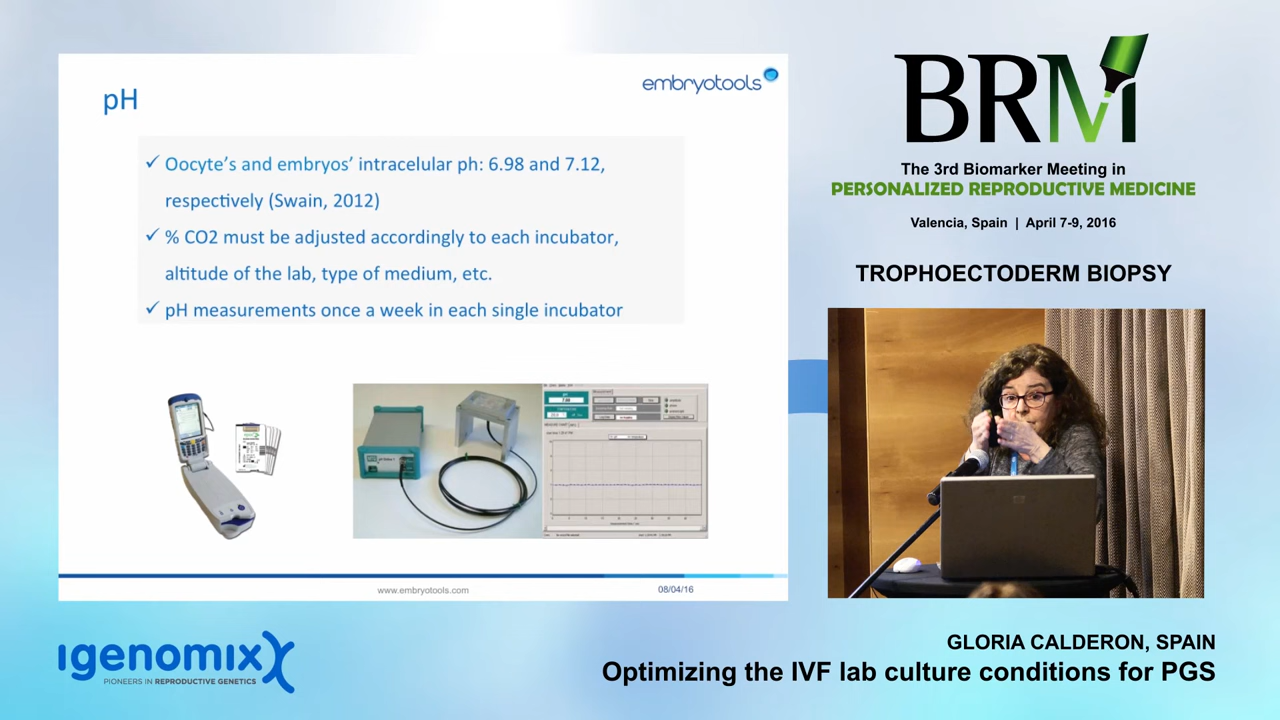 embryotools
pH
✓ Oocyte's and embryos' intracelular ph: 6.98 and 7.12,
respectively (Swain, 2012)
✓ % CO2 must be adjusted accordingly to each incubator,
altitude of the lab, type of medium, etc.
✓ pH measurements once a week in each single incubator
www.embryotools.com
08/04/16
BRM
The 3rd Biomarker Meeting in
PERSONALIZED REPRODUCTIVE MEDICINE
Valencia, Spain | April 7-9, 2016
TROPHOECTODERM BIOPSY
igenomix
PIONEERS IN REPRODUCTIVE GENETICS
GLORIA CALDERON, SPAIN
Optimizing the IVF lab culture conditions for PGS